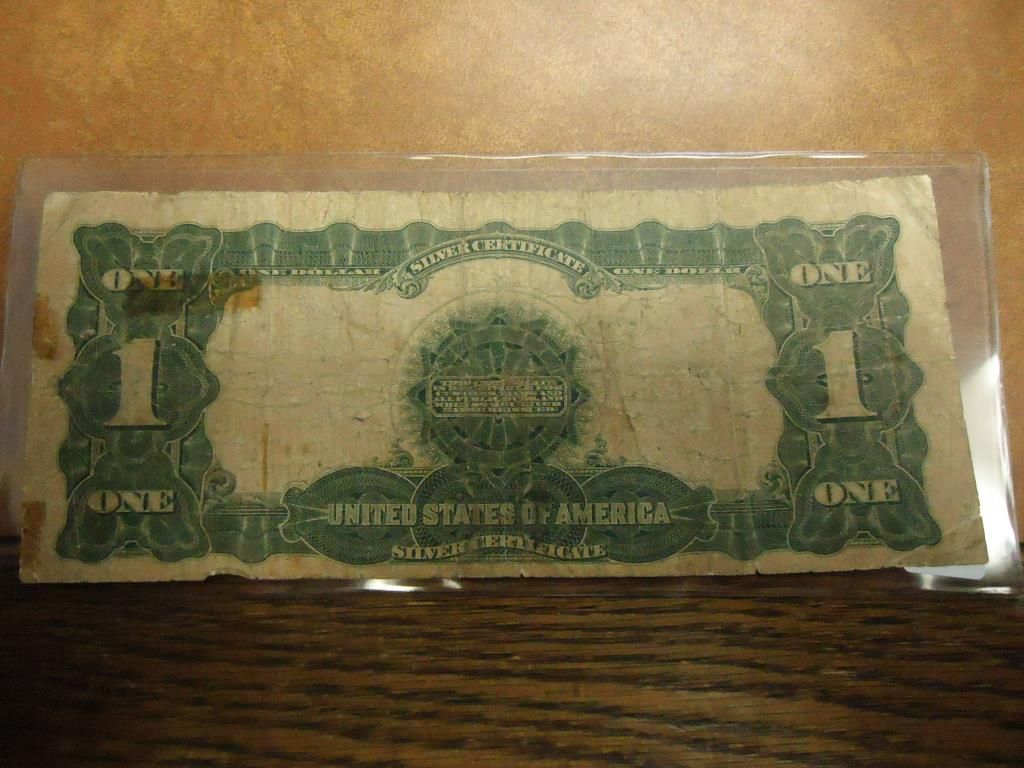 SILVER CERTIFICATE
ONE ONE DOLLAR ONE DOLLAR ONE
1 1
ONE ONE
UNITED STATES OF AMERICA
SILVER CERTIFICATE